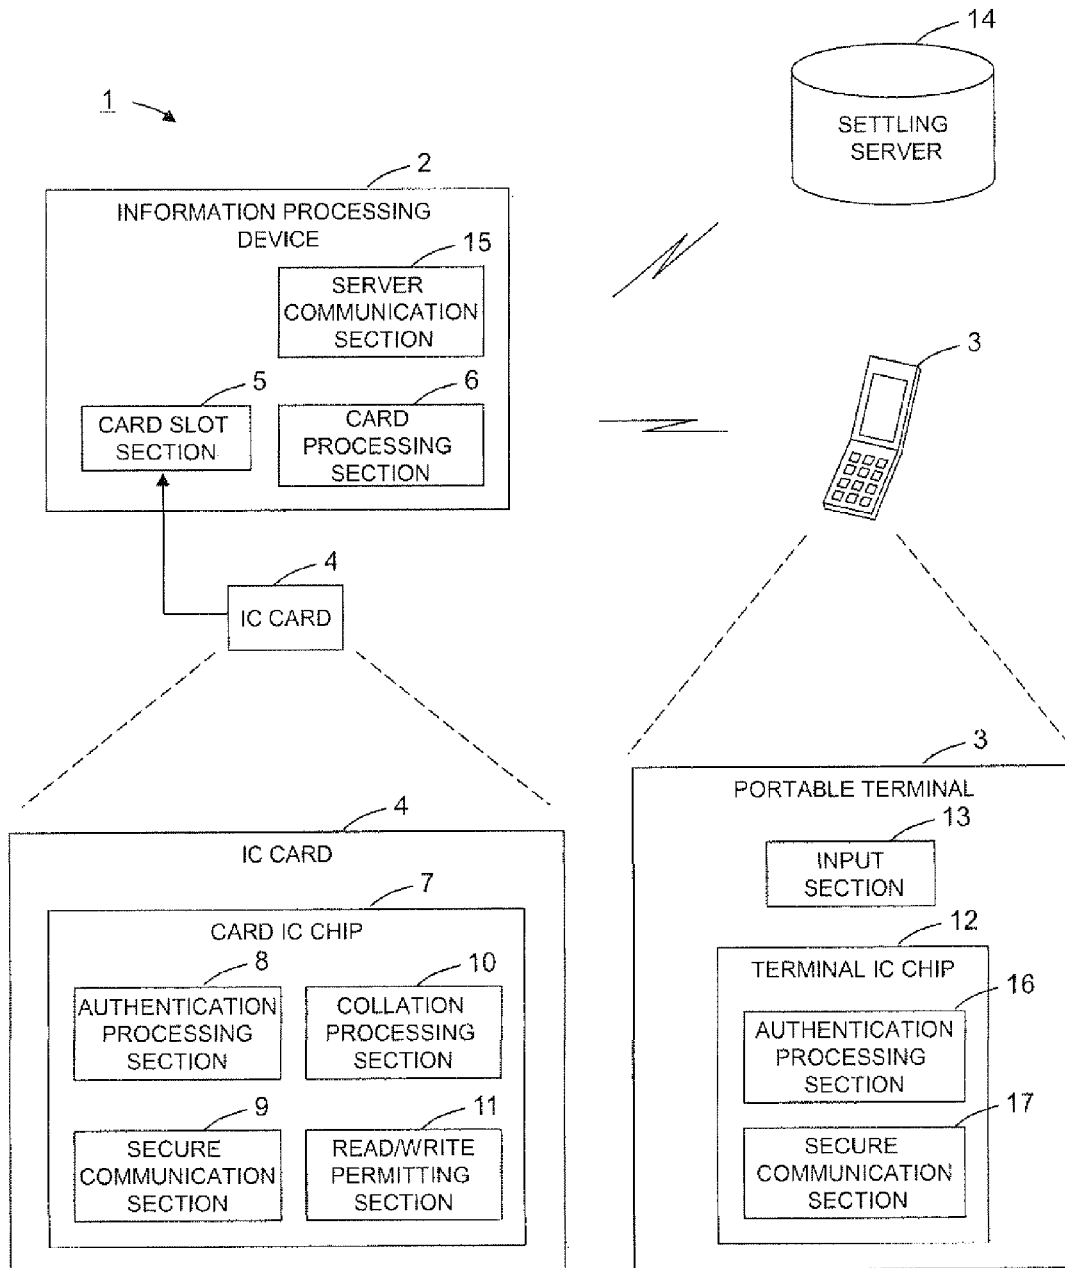 14
SETTLING
SERVER
1
2
INFORMATION PROCESSING
DEVICE
15
SERVER
COMMUNICATION
SECTION
5
CARD SLOT
SECTION
6
CARD
PROCESSING
SECTION
3
4
IC CARD
4
IC CARD
7
CARD IC CHIP
8
AUTHENTICATION
PROCESSING
SECTION
10
COLLATION
PROCESSING
SECTION
9
SECURE
COMMUNICATION
SECTION
11
READ/WRITE
PERMITTING
SECTION
3
PORTABLE TERMINAL
13
INPUT
SECTION
12
TERMINAL IC CHIP
16
AUTHENTICATION
PROCESSING
SECTION
17
SECURE
COMMUNICATION
SECTION